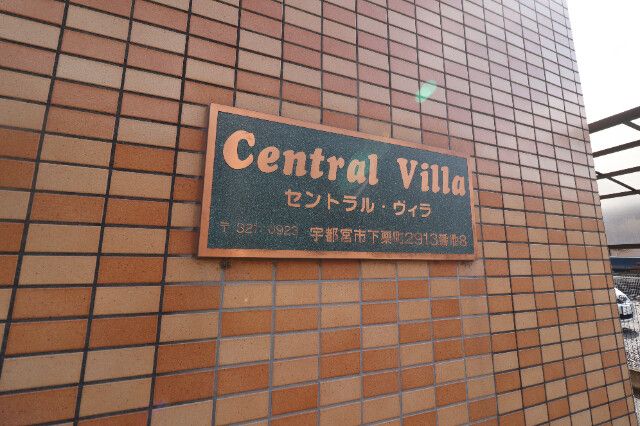 Central Villa
セントラル・ヴィラ
〒321-0923 宇都宮市下栗町2913番地8